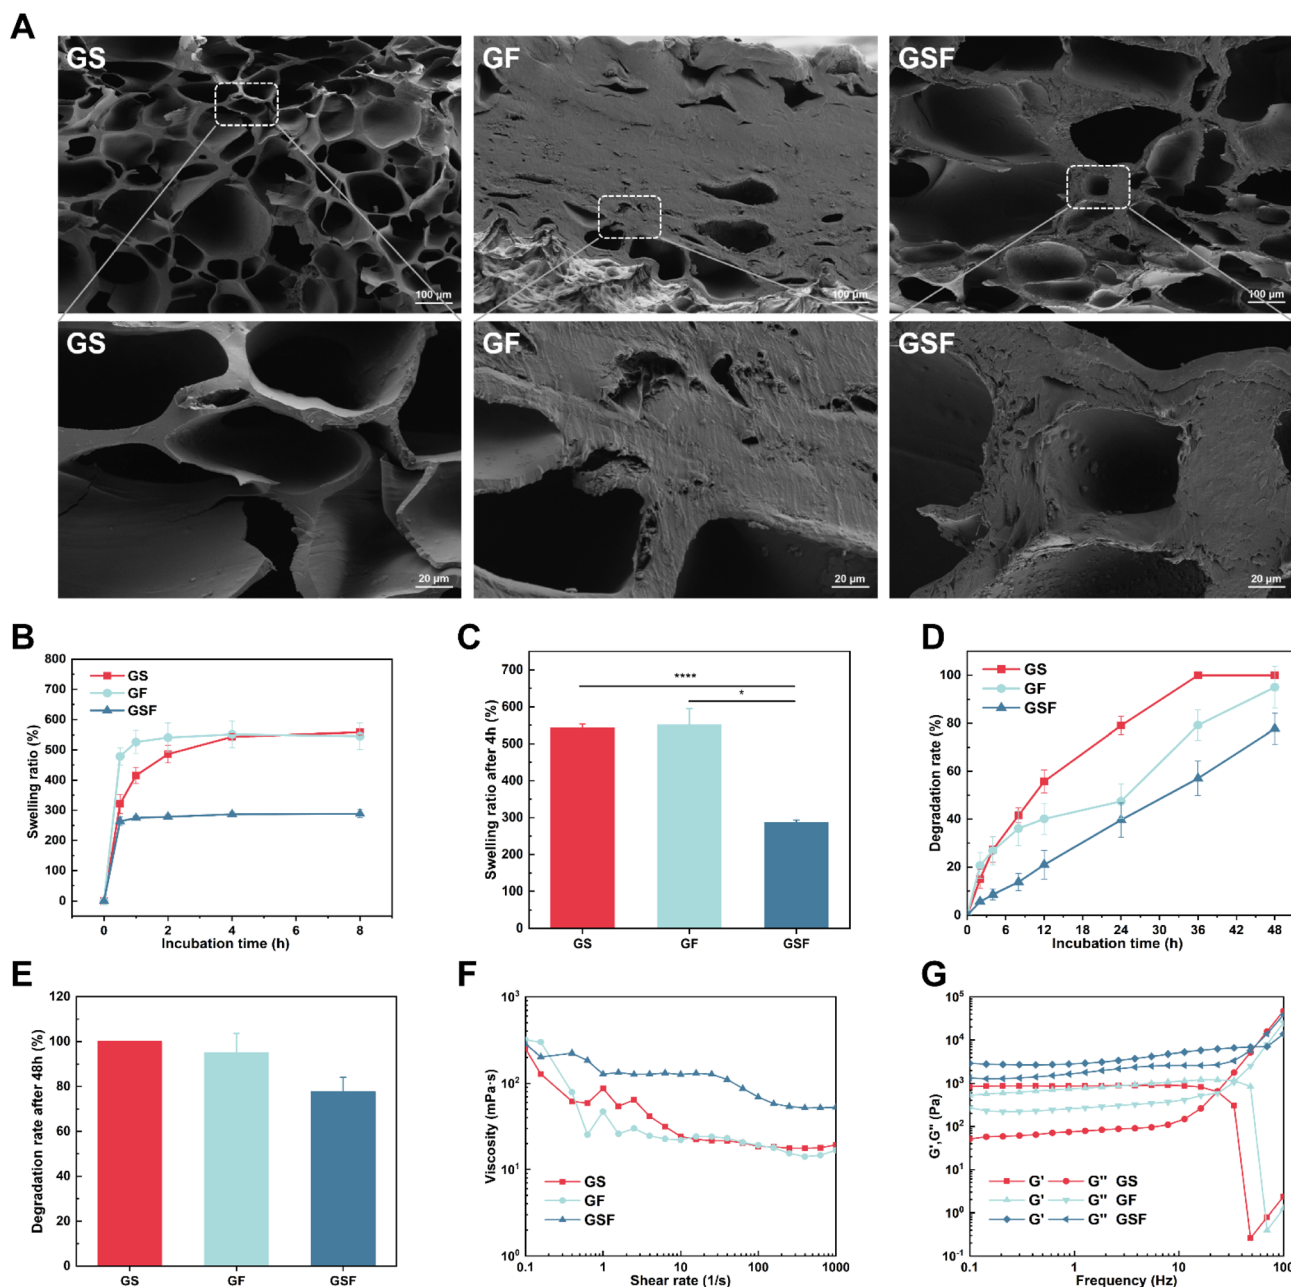 A
GS
GF
GSF
100 µm
100 µm
100 µm
GS
GF
GSF
20 µm
20 µm
20 µm
B
800
700
600
500
400
300
200
100
0
Swelling ratio (%)
GS
GF
GSF
0 2 4 6 8
Incubation time (h)
C
700
600
500
400
300
200
100
0
Swelling ratio after 4h (%)
****
*
GS GF GSF
D
100
80
60
40
20
0
Degradation rate (%)
GS
GF
GSF
0 6 12 18 24 30 36 42 48
Incubation time (h)
E
120
100
80
60
40
20
0
Degradation rate after 48h (%)
GS GF GSF
F
10³
10²
10¹
10⁰
Viscosity (mPa·s)
GS
GF
GSF
0.1 1 10 100 1000
Shear rate (1/s)
G
10⁵
10⁴
10³
10²
10¹
10⁰
10⁻¹
G',G'' (Pa)
G' G'' GS
G' G'' GF
G' G'' GSF
0.1 1 10 100
Frequency (Hz)